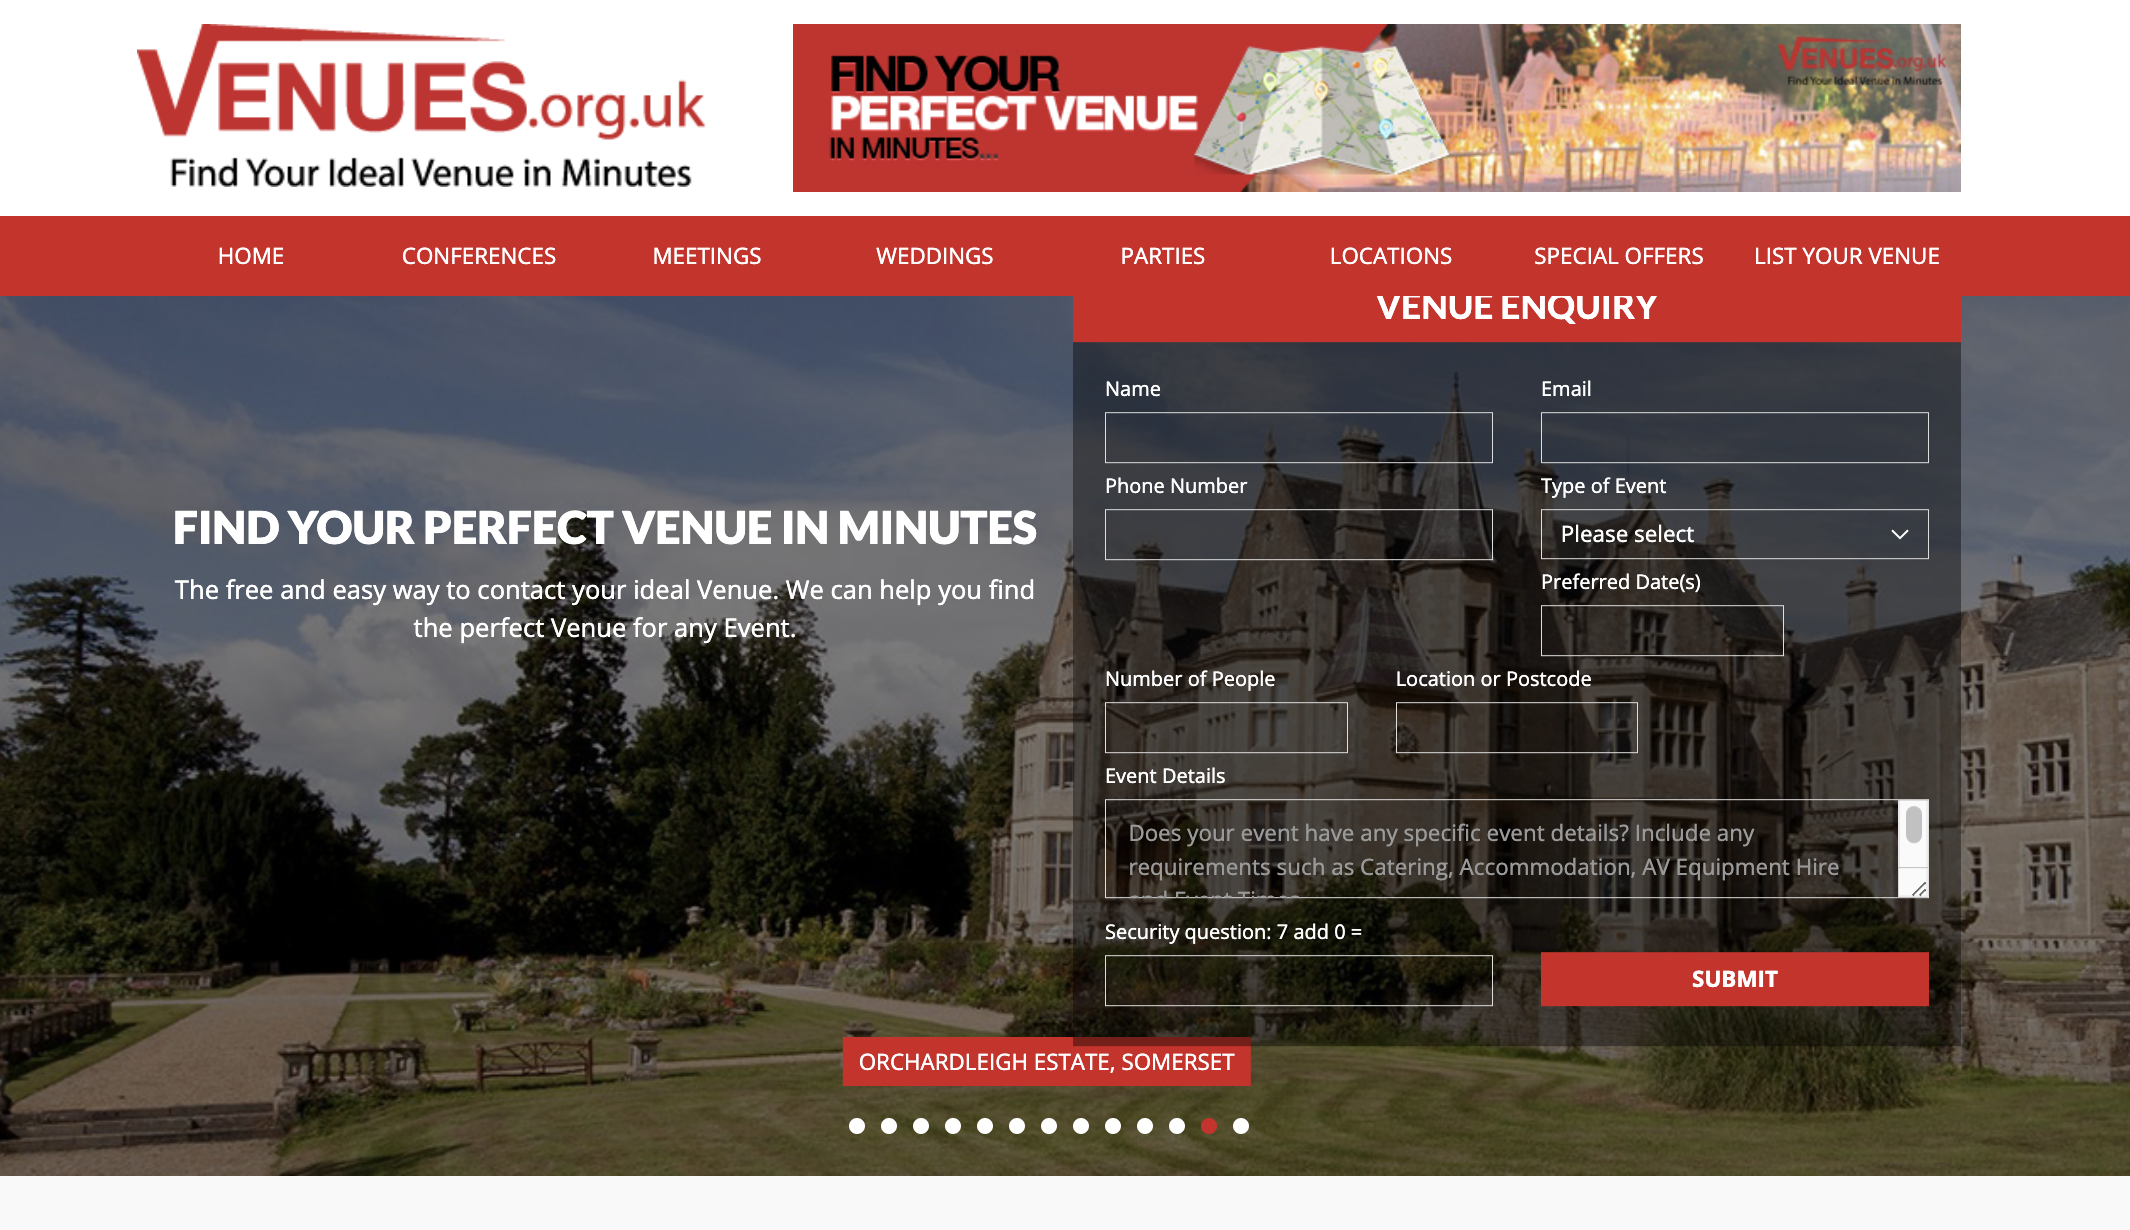 VENUES.org.uk
Find Your Ideal Venue in Minutes
FIND YOUR
PERFECT VENUE
IN MINUTES...
VENUES.org.uk
Find Your Ideal Venue in Minutes
HOME CONFERENCES MEETINGS WEDDINGS PARTIES LOCATIONS SPECIAL OFFERS LIST YOUR VENUE
VENUE ENQUIRY
FIND YOUR PERFECT VENUE IN MINUTES
The free and easy way to contact your ideal Venue. We can help you find
the perfect Venue for any Event.
Name
Email
Phone Number
Type of Event
Please select
Preferred Date(s)
Number of People
Location or Postcode
Event Details
Does your event have any specific event details? Include any
requirements such as Catering, Accommodation, AV Equipment Hire
and Event Times
Security question: 7 add 0 =
SUBMIT
ORCHARDLEIGH ESTATE, SOMERSET